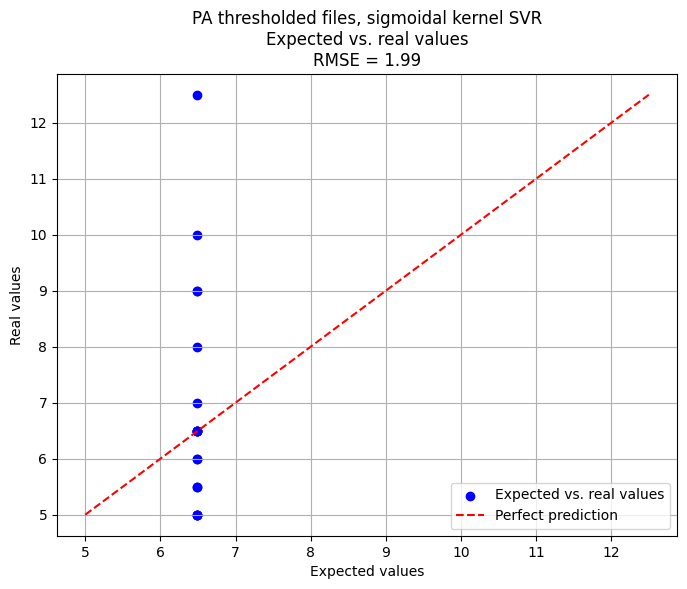 PA thresholded files, sigmoidal kernel SVR
Expected vs. real values
RMSE = 1.99
Real values
12
11
10
9
8
7
6
5
5
6
7
8
9
10
11
12
Expected values
Expected vs. real values
Perfect prediction